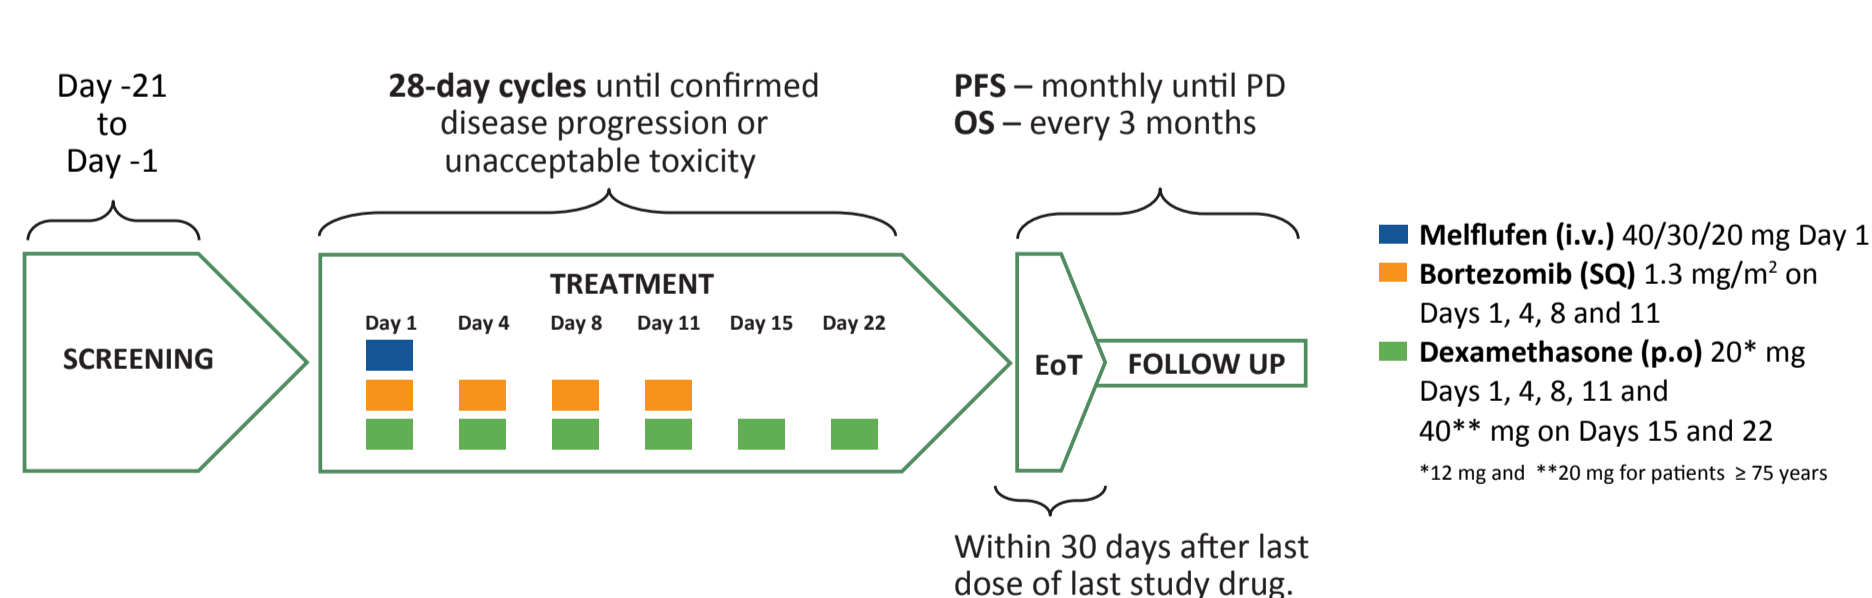 Day -21
to
Day -1
28-day cycles until confirmed
disease progression or
unacceptable toxicity
PFS – monthly until PD
OS – every 3 months
SCREENING
TREATMENT
Day 1 Day 4 Day 8 Day 11 Day 15 Day 22
EoT
FOLLOW UP
Within 30 days after last
dose of last study drug.
Melflufen (i.v.) 40/30/20 mg Day 1
Bortezomib (SQ) 1.3 mg/m² on
Days 1, 4, 8 and 11
Dexamethasone (p.o) 20* mg
Days 1, 4, 8, 11 and
40** mg on Days 15 and 22
*12 mg and **20 mg for patients ≥ 75 years